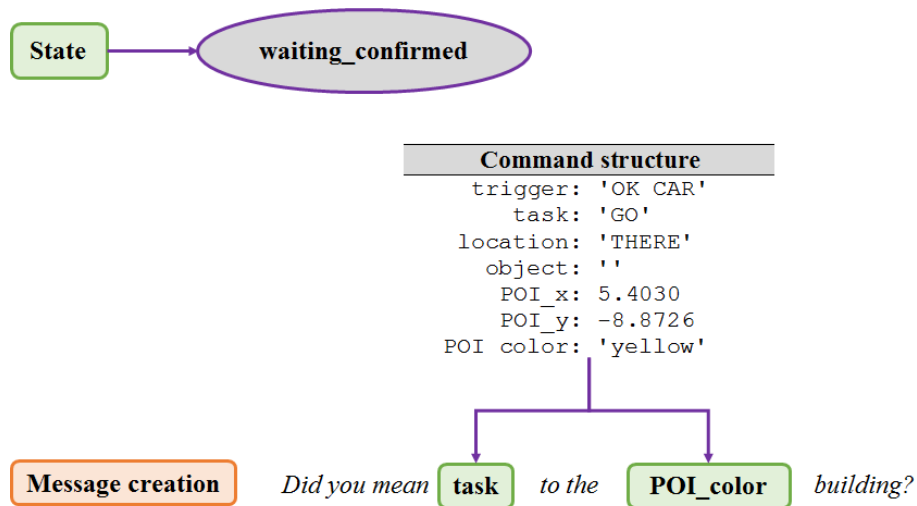 State
waiting_confirmed
Command structure
trigger: 'OK CAR'
task: 'GO'
location: 'THERE'
object: ''
POI_x: 5.4030
POI_y: -8.8726
POI color: 'yellow'
Message creation Did you mean task to the POI_color building?